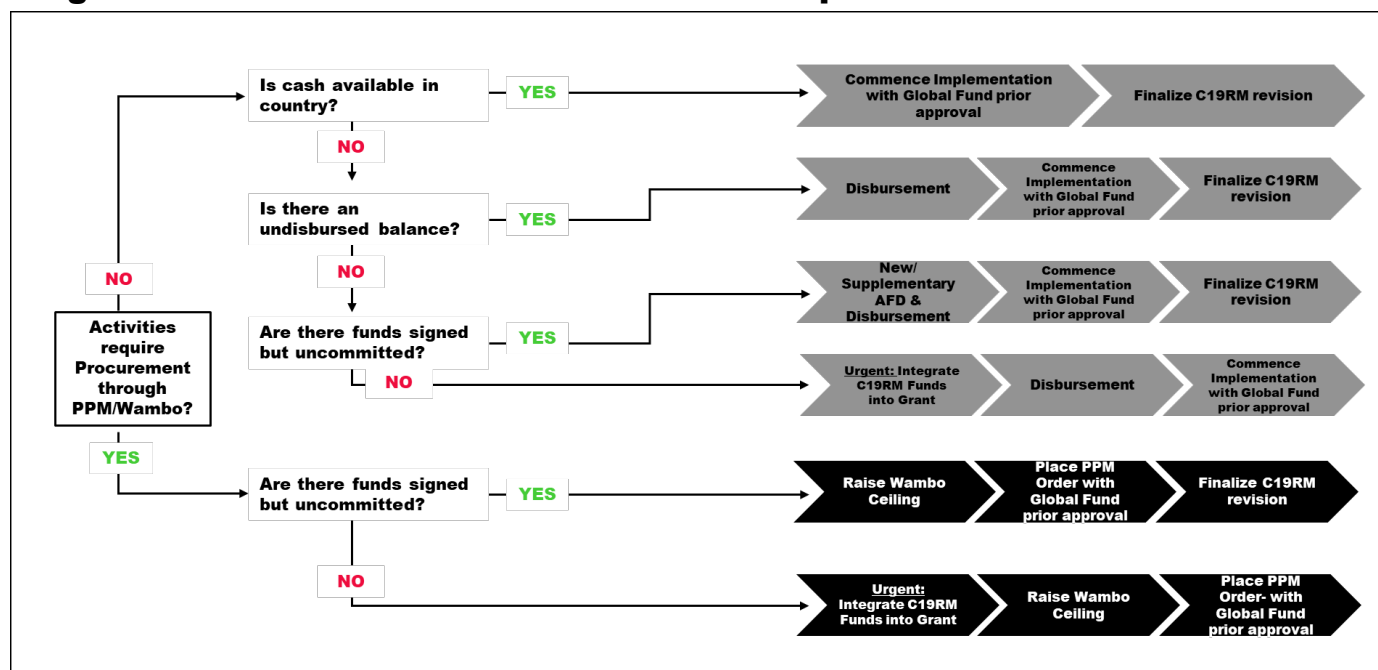 Is cash available in
country?
YES
Commence Implementation
with Global Fund prior
approval
Finalize C19RM revision
NO
Is there an
undisbursed balance?
YES
Disbursement
Commence
Implementation
with Global Fund
prior approval
Finalize C19RM
revision
NO
NO
Activities
require
Procurement
through
PPM/Wambo?
Are there funds signed
but uncommitted?
YES
New/
Supplementary
AFD &
Disbursement
Commence
Implementation
with Global Fund
prior approval
Finalize C19RM
revision
NO
Urgent: Integrate
C19RM Funds
into Grant
Disbursement
Commence
Implementation
with Global Fund
prior approval
YES
Are there funds signed
but uncommitted?
YES
Raise Wambo
Ceiling
Place PPM
Order with
Global Fund
prior approval
Finalize C19RM
revision
NO
Urgent:
Integrate C19RM
Funds into Grant
Raise Wambo
Ceiling
Place PPM
Order- with
Global Fund
prior approval